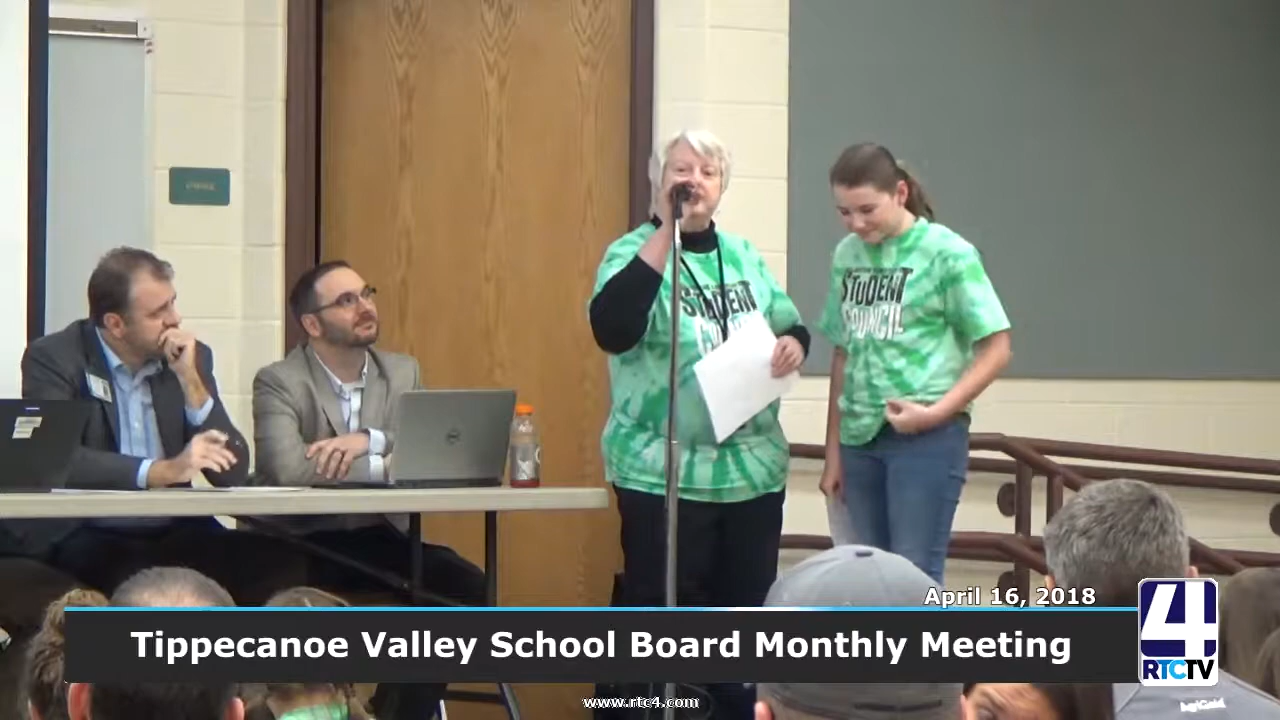 STUDENT
STUDENT
COUNCIL
April 16, 2018
Tippecanoe Valley School Board Monthly Meeting
4
RTCTV
www.rtc4.com